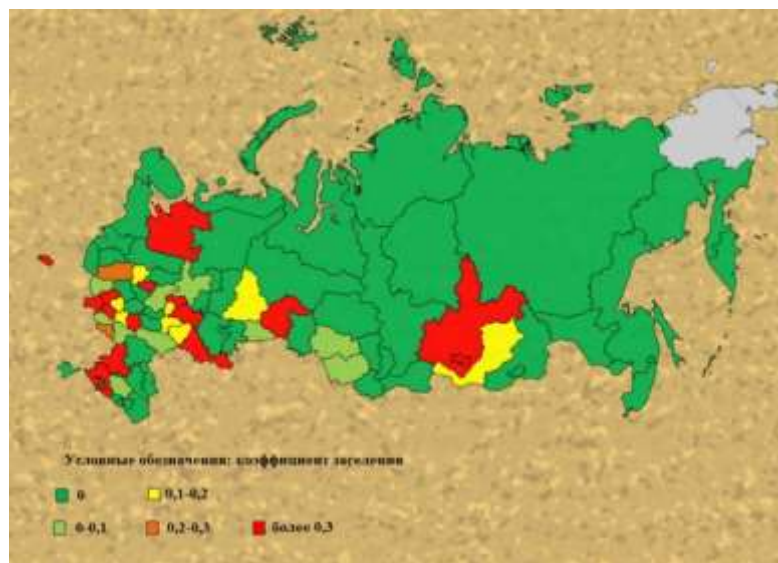 Условные обозначения: коэффициент заселения
0
0,1-0,2
0-0,1
0,2-0,3
более 0,3